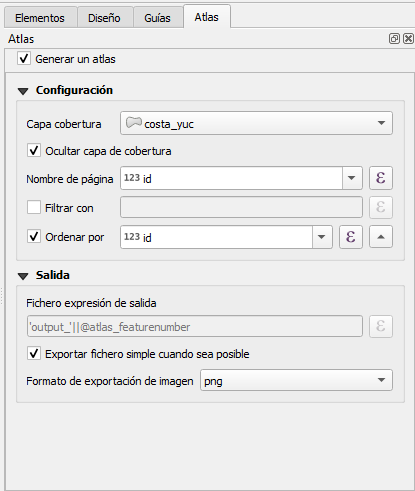 Elementos Diseño Guías Atlas
Atlas
Generar un atlas
Configuración
Capa cobertura costa_yuc
Ocultar capa de cobertura
Nombre de página 123 id ε
Filtrar con ε
Ordenar por 123 id ε
Salida
Fichero expresión de salida
'output_'||@atlas_featurenumber ε
Exportar fichero simple cuando sea posible
Formato de exportación de imagen png